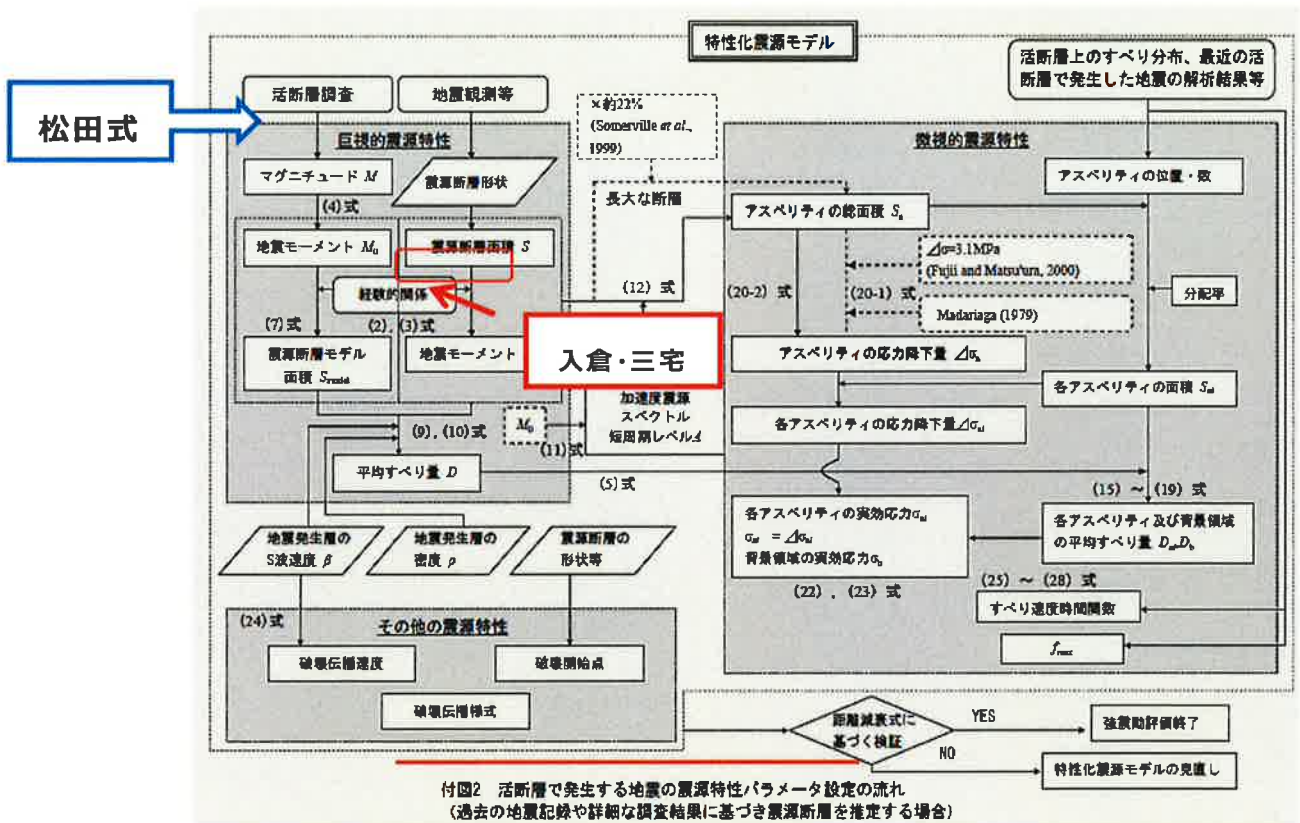 特性化震源モデル
松田式
活断層調査
地震観測等
×約22%
(Somerville et al.,
1999)
活断層上のすべり分布、最近の活
断層で発生した地震の解析結果等
巨視的震源特性
マグニチュード M
震源断層形状
(4)式
地震モーメント M₀
震源断層面積 S
経験的関係
(2), (3)式
(7)式
震源断層モデル
面積 Smodel
地震モーメント
(9), (10)式
平均すべり量 D
長大な断層
(12) 式
入倉・三宅
加速度震源
スペクトル
短周期レベルA
M₀
(11)式
(5)式
微視的震源特性
アスペリティの位置・数
アスペリティの総面積 Sa
⊿σ=3.1MPa
(Fujii and Matsu'ura, 2000)
(20-2) 式
(20-1) 式
分配率
Madariaga (1979)
アスペリティの応力降下量 ⊿σa
各アスペリティの面積 Sai
各アスペリティの応力降下量⊿σai
(15) ～ (19) 式
各アスペリティの実効応力σai
σai = ⊿σai
背景領域の実効応力σb
各アスペリティ及び背景領域
の平均すべり量 Dai,Db
(22) , (23) 式
(25) ～ (28) 式
すべり速度時間関数
fmax
地震発生層の
S波速度 β
地震発生層の
密度 ρ
震源断層の
形状等
(24)式
その他の震源特性
破壊伝播速度
破壊開始点
破壊伝播様式
距離減衰式に
基づく検証
YES
強震動評価終了
NO
特性化震源モデルの見直し
付図2 活断層で発生する地震の震源特性パラメータ設定の流れ
(過去の地震記録や詳細な調査結果に基づき震源断層を推定する場合)